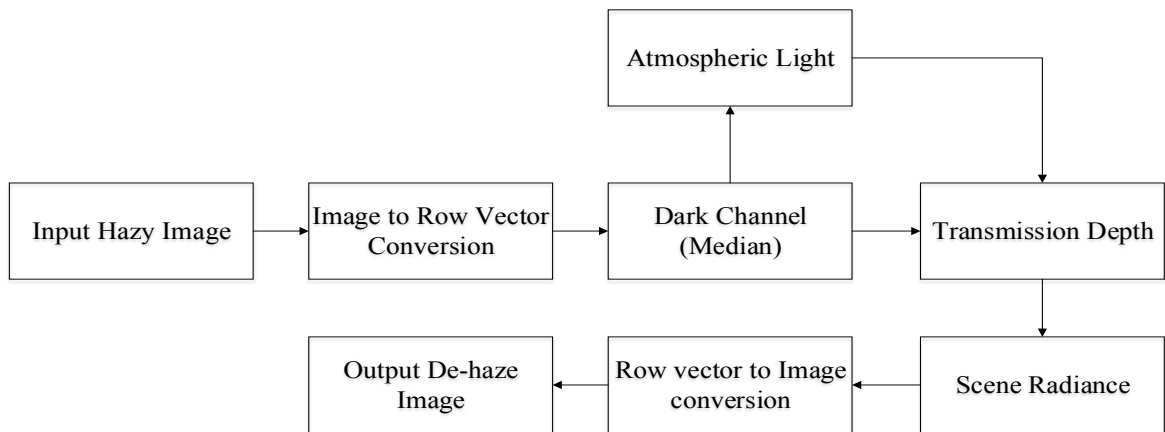 Atmospheric Light
Input Hazy Image
Image to Row Vector
Conversion
Dark Channel
(Median)
Transmission Depth
Output De-haze
Image
Row vector to Image
conversion
Scene Radiance